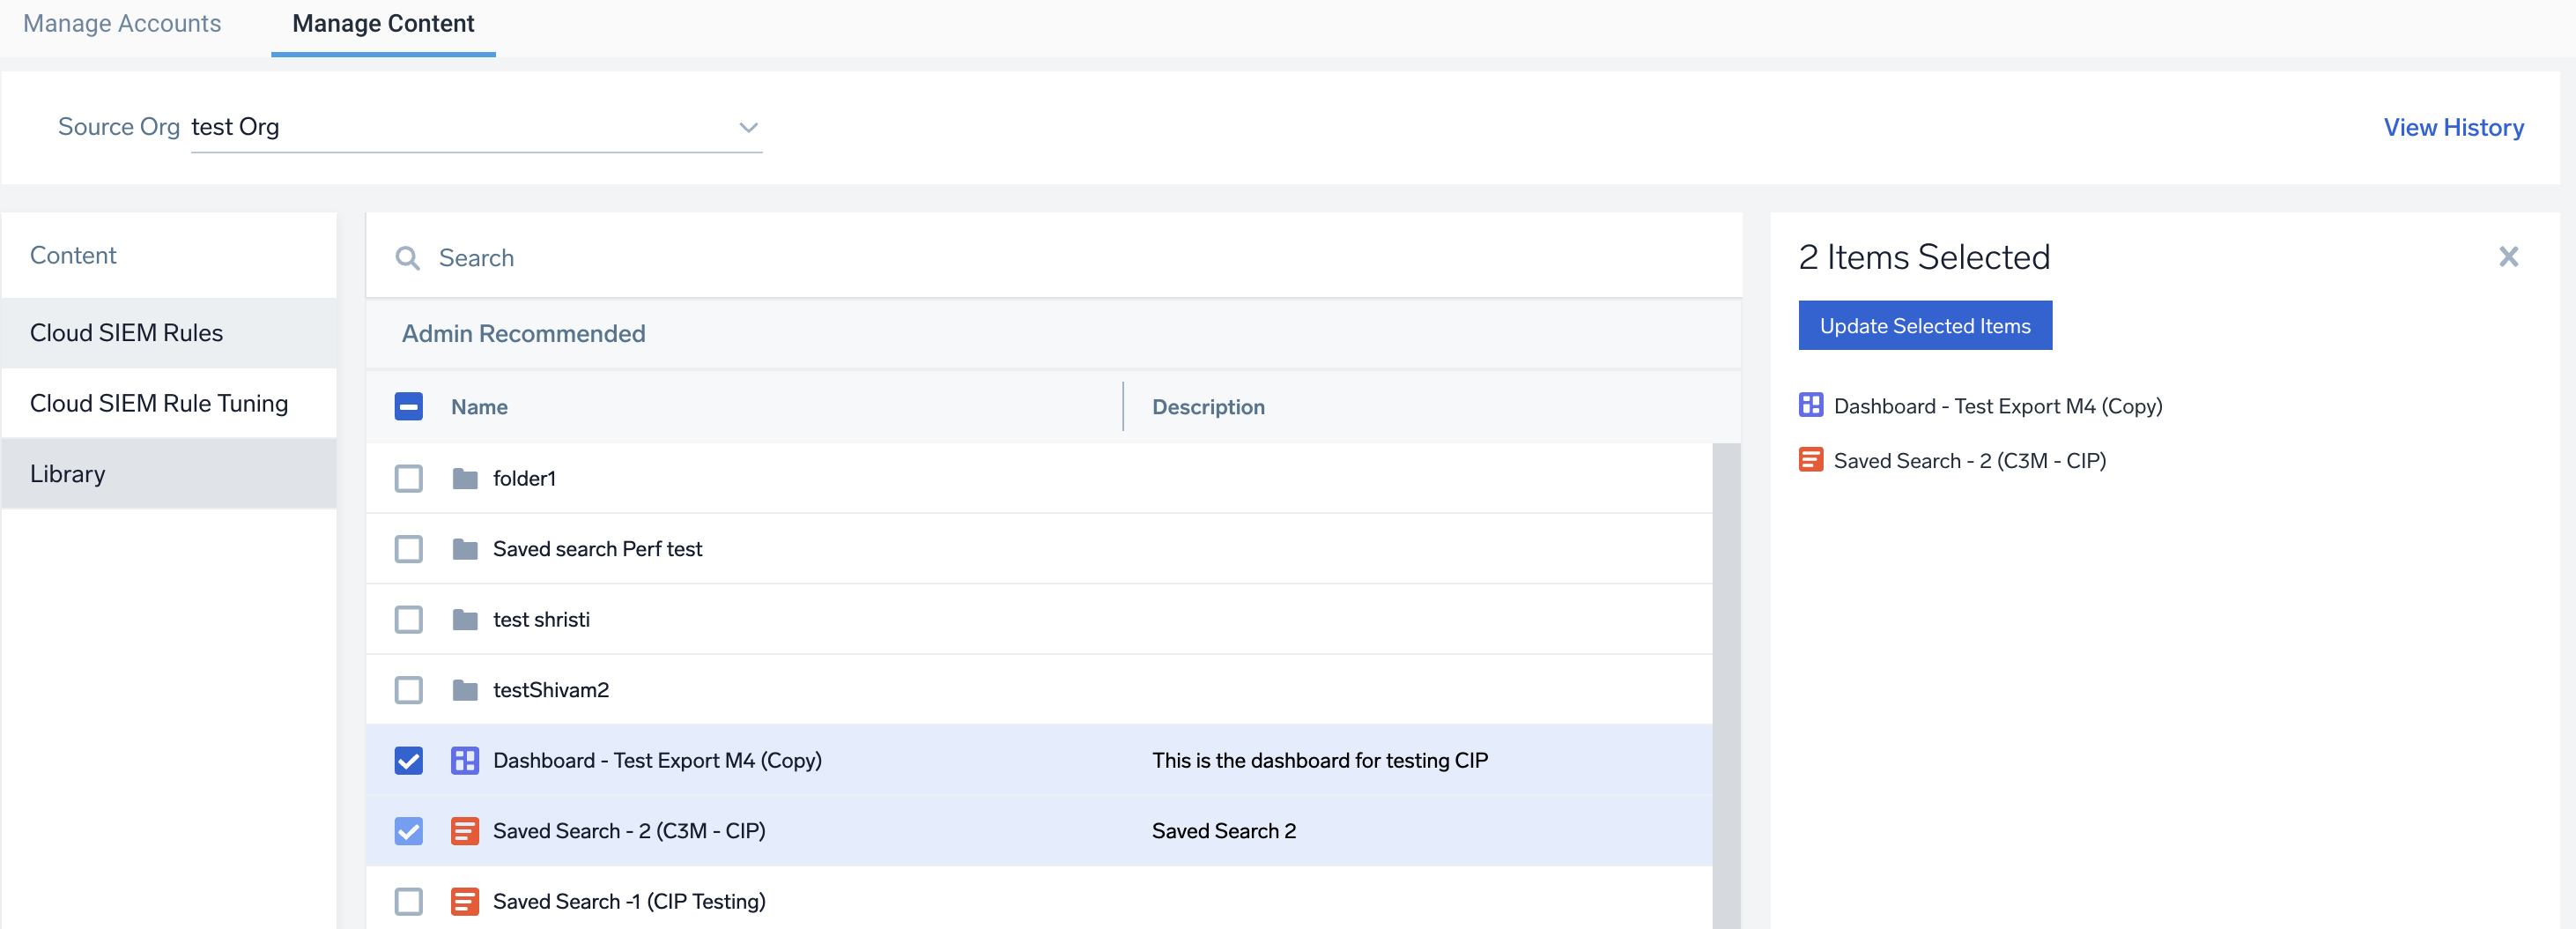 Manage Accounts
Manage Content
Source Org test Org
View History
Content
Cloud SIEM Rules
Cloud SIEM Rule Tuning
Library
Search
Admin Recommended
Name
Description
folder1
Saved search Perf test
test shristi
testShivam2
Dashboard - Test Export M4 (Copy)
This is the dashboard for testing CIP
Saved Search - 2 (C3M - CIP)
Saved Search 2
Saved Search -1 (CIP Testing)
2 Items Selected
Update Selected Items
Dashboard - Test Export M4 (Copy)
Saved Search - 2 (C3M - CIP)